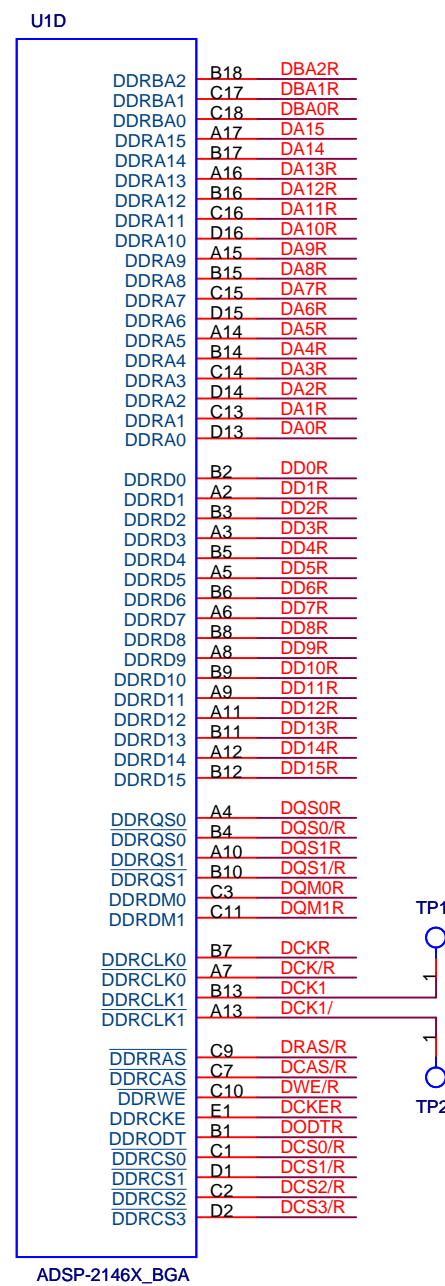 U1D
DDRBA2 B18 DBA2R
DDRBA1 C17 DBA1R
DDRBA0 C18 DBA0R
DDRA15 A17 DA15
DDRA14 B17 DA14
DDRA13 A16 DA13R
DDRA12 B16 DA12R
DDRA11 C16 DA11R
DDRA10 D16 DA10R
DDRA9 A15 DA9R
DDRA8 B15 DA8R
DDRA7 C15 DA7R
DDRA6 D15 DA6R
DDRA5 A14 DA5R
DDRA4 B14 DA4R
DDRA3 C14 DA3R
DDRA2 D14 DA2R
DDRA1 C13 DA1R
DDRA0 D13 DA0R
DDRD0 B2 DD0R
DDRD1 A2 DD1R
DDRD2 B3 DD2R
DDRD3 A3 DD3R
DDRD4 B5 DD4R
DDRD5 A5 DD5R
DDRD6 B6 DD6R
DDRD7 A6 DD7R
DDRD8 B8 DD8R
DDRD9 A8 DD9R
DDRD10 B9 DD10R
DDRD11 A9 DD11R
DDRD12 A11 DD12R
DDRD13 B11 DD13R
DDRD14 A12 DD14R
DDRD15 B12 DD15R
DDRQS0 A4 DQS0R
DDRQS0 B4 DQS0/R
DDRQS1 A10 DQS1R
DDRQS1 B10 DQS1/R
DDRDM0 C3 DQM0R
DDRDM1 C11 DQM1R
TP1
DDRCLK0 B7 DCKR
DDRCLK0 A7 DCK/R
1
DDRCLK1 B13 DCK1
DDRCLK1 A13 DCK1/
1
DDRRAS C9 DRAS/R
DDRCAS C7 DCAS/R
DDRWE C10 DWE/R
TP2
DDRCKE E1 DCKER
DDRODT B1 DODTR
DDRCS0 C1 DCS0/R
DDRCS1 D1 DCS1/R
DDRCS2 C2 DCS2/R
DDRCS3 D2 DCS3/R
ADSP-2146X_BGA